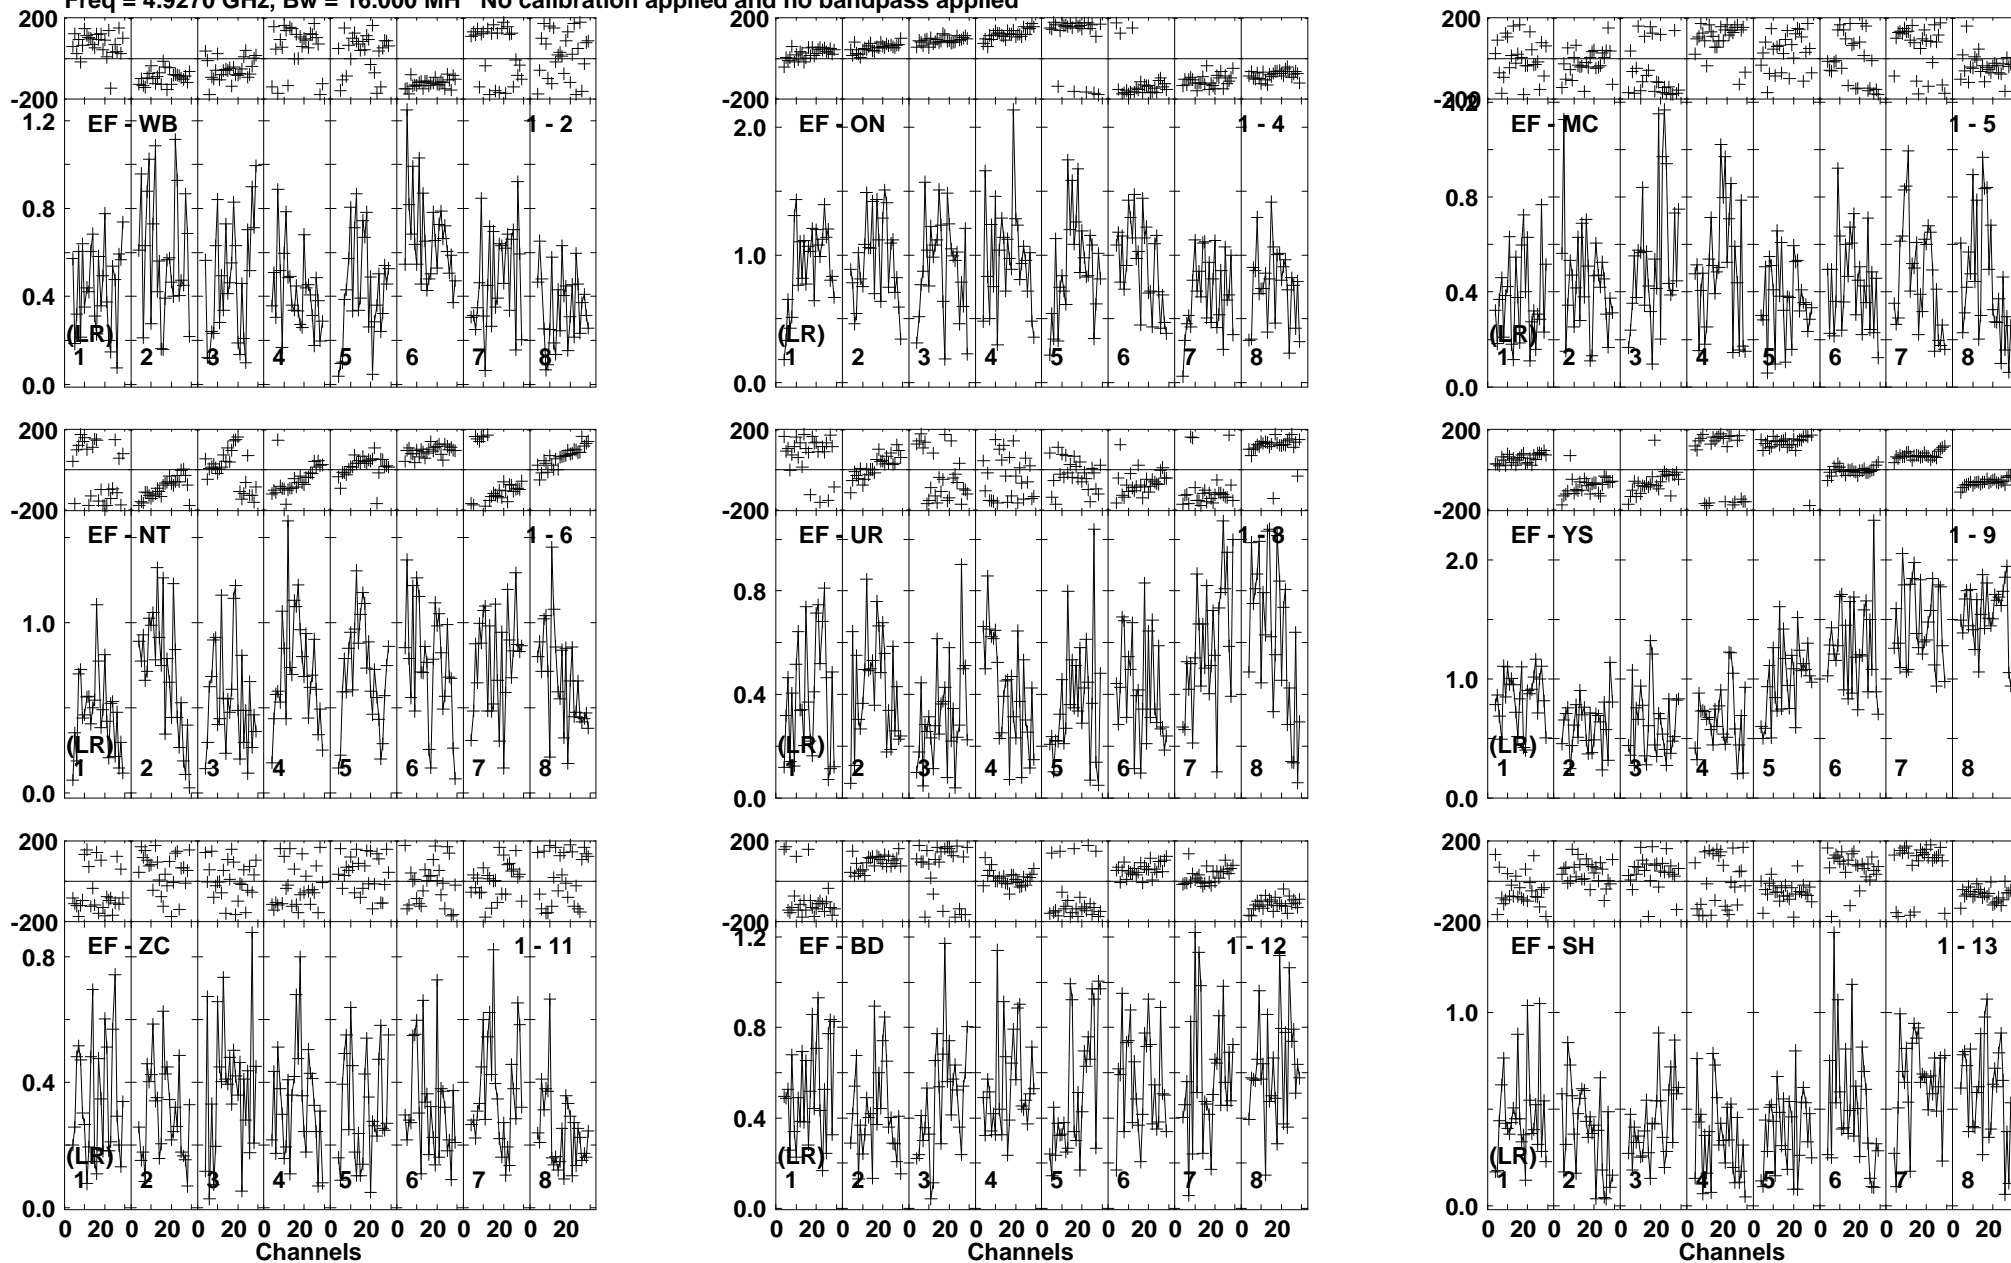 Freq = 4.9270 GHz, Bw = 16.000 MH No calibration applied and no bandpass applied
200 200 200
-200 -200 -200
EF - WB 1 - 2 EF - ON 1 - 4 EF - MC 1 - 5
1.2 2.0 1.2
0.8 1.0 0.8
0.4 0.4
(LR) (LR) (LR)
1 2 3 4 5 6 7 8 1 2 3 4 5 6 7 8 1 2 3 4 5 6 7 8
0.0 0.0 0.0
200 200 200
-200 -200 -200
EF - NT 1 - 6 EF - UR 1 - 8 EF - YS 1 - 9
2.0
1.0 0.8 1.0
0.4
(LR) (LR) (LR)
1 2 3 4 5 6 7 8 1 2 3 4 5 6 7 8 1 2 3 4 5 6 7 8
0.0 0.0 0.0
200 200 200
-200 -200 -200
EF - ZC 1 - 11 EF - BD 1 - 12 EF - SH 1 - 13
0.8 1.2 1.0
0.4 0.8
0.4
(LR) (LR) (LR)
1 2 3 4 5 6 7 8 1 2 3 4 5 6 7 8 1 2 3 4 5 6 7 8
0.0 0.0 0.0
0 20 0 20 0 20 0 20 0 20 0 20 0 20 0 20 0 20 0 20 0 20 0 20 0 20 0 20 0 20 0 20 0 20 0 20 0 20 0 20 0 20 0 20 0 20 0 20
Channels Channels Channels